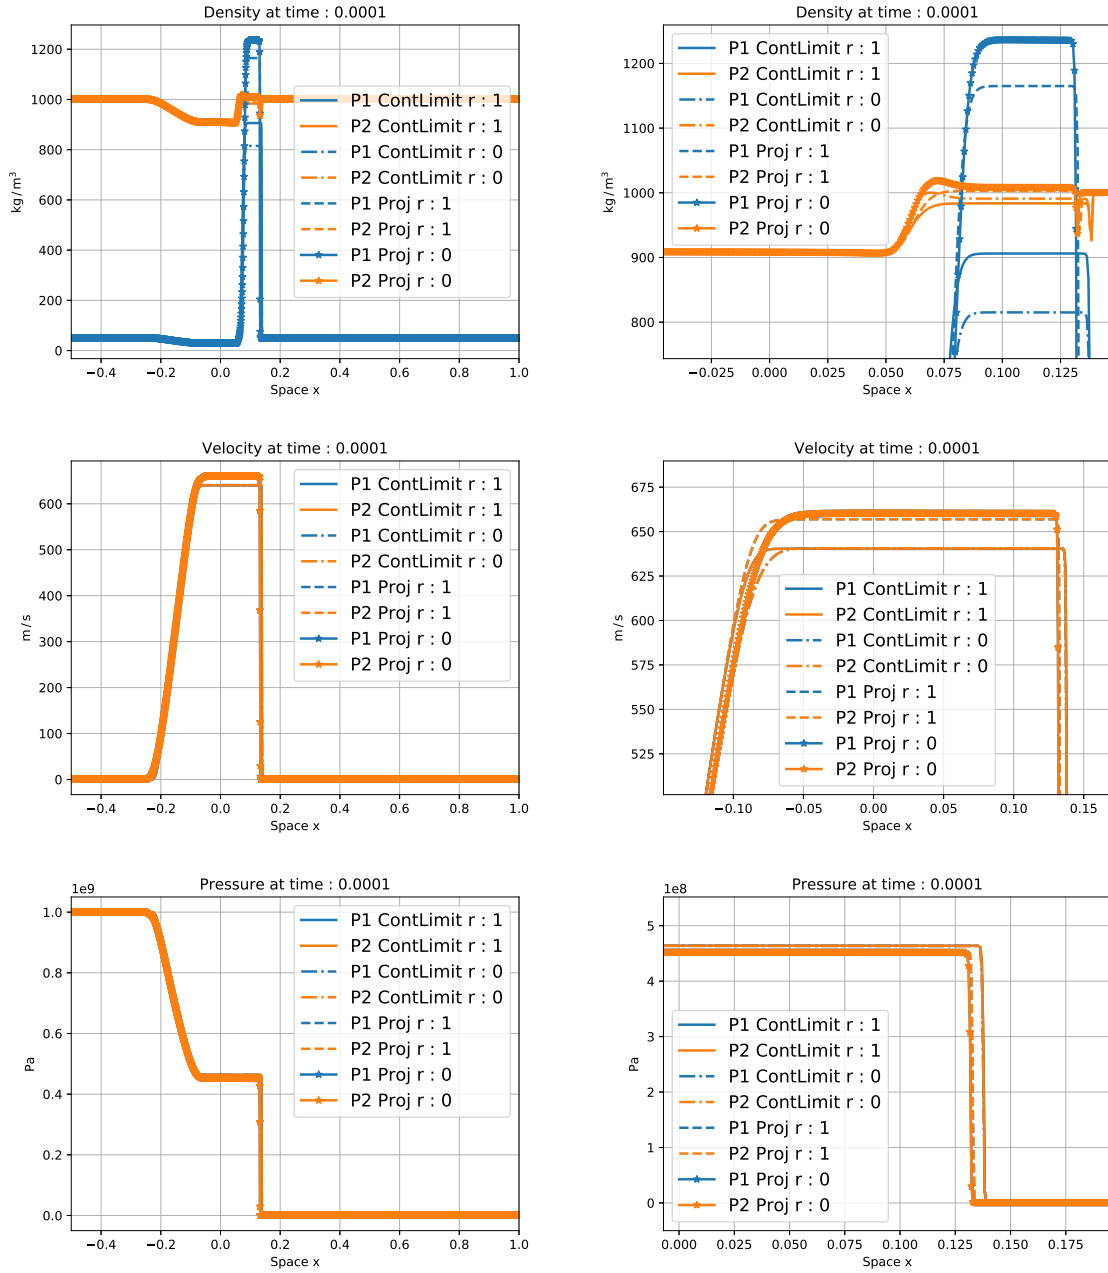 Density at time : 0.0001
kg/m³
1200
1000
800
600
400
200
0
P1 ContLimit r : 1
P2 ContLimit r : 1
P1 ContLimit r : 0
P2 ContLimit r : 0
P1 Proj r : 1
P2 Proj r : 1
P1 Proj r : 0
P2 Proj r : 0
−0.4 −0.2 0.0 0.2 0.4 0.6 0.8 1.0
Space x
Density at time : 0.0001
kg/m³
1200
1100
1000
900
800
P1 ContLimit r : 1
P2 ContLimit r : 1
P1 ContLimit r : 0
P2 ContLimit r : 0
P1 Proj r : 1
P2 Proj r : 1
P1 Proj r : 0
P2 Proj r : 0
−0.025 0.000 0.025 0.050 0.075 0.100 0.125
Space x
Velocity at time : 0.0001
m/s
600
500
400
300
200
100
0
P1 ContLimit r : 1
P2 ContLimit r : 1
P1 ContLimit r : 0
P2 ContLimit r : 0
P1 Proj r : 1
P2 Proj r : 1
P1 Proj r : 0
P2 Proj r : 0
−0.4 −0.2 0.0 0.2 0.4 0.6 0.8 1.0
Space x
Velocity at time : 0.0001
m/s
675
650
625
600
575
550
525
P1 ContLimit r : 1
P2 ContLimit r : 1
P1 ContLimit r : 0
P2 ContLimit r : 0
P1 Proj r : 1
P2 Proj r : 1
P1 Proj r : 0
P2 Proj r : 0
−0.10 −0.05 0.00 0.05 0.10 0.15
Space x
Pressure at time : 0.0001
1e9
Pa
1.0
0.8
0.6
0.4
0.2
0.0
P1 ContLimit r : 1
P2 ContLimit r : 1
P1 ContLimit r : 0
P2 ContLimit r : 0
P1 Proj r : 1
P2 Proj r : 1
P1 Proj r : 0
P2 Proj r : 0
−0.4 −0.2 0.0 0.2 0.4 0.6 0.8 1.0
Space x
Pressure at time : 0.0001
1e8
Pa
5
4
3
2
1
0
P1 ContLimit r : 1
P2 ContLimit r : 1
P1 ContLimit r : 0
P2 ContLimit r : 0
P1 Proj r : 1
P2 Proj r : 1
P1 Proj r : 0
P2 Proj r : 0
0.000 0.025 0.050 0.075 0.100 0.125 0.150 0.175
Space x